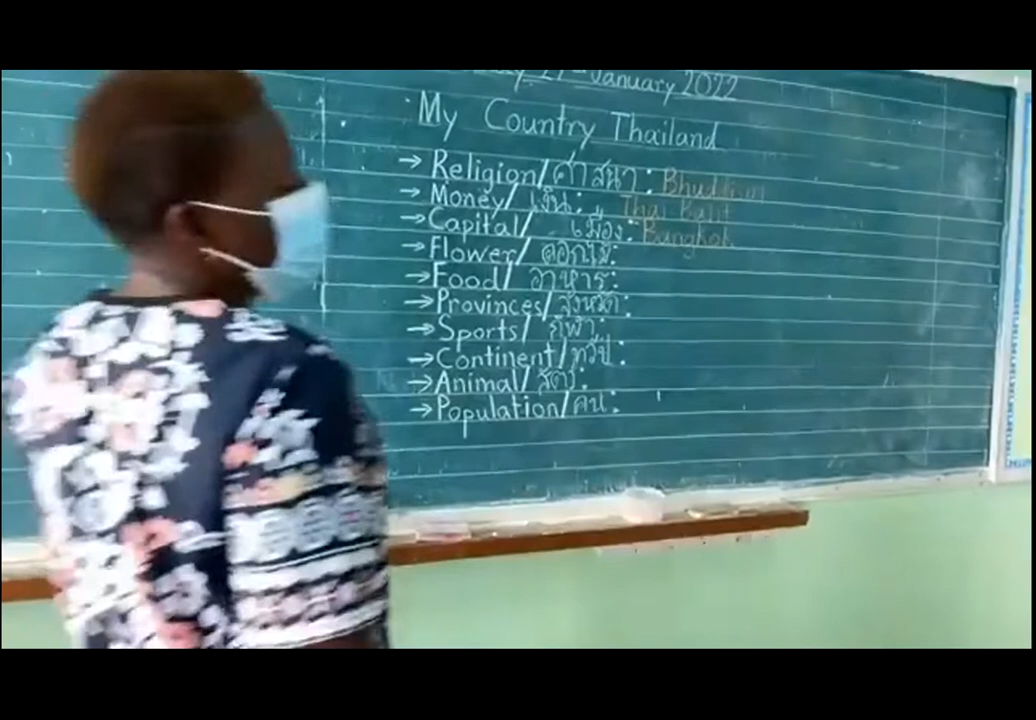 27 January 2022
My Country Thailand
→ Religion/ศาสนา: Bhuddism
→ Money/เงิน: Thai Baht
→ Capital/เมือง: Bangkok
→ Flower/ดอกไม้:
→ Food/อาหาร:
→ Provinces/จังหวัด:
→ Sports/กีฬา:
→ Continent/ทวีป:
→ Animal/สัตว์:
→ Population/คน: